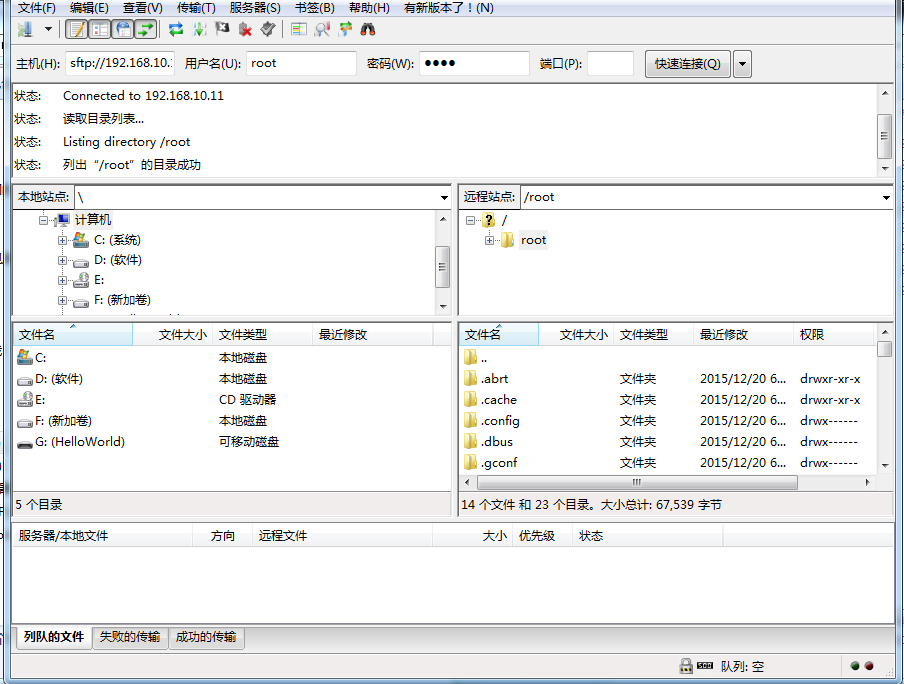 文件(F) 编辑(E) 查看(V) 传输(T) 服务器(S) 书签(B) 帮助(H) 有新版本了！(N)
主机(H): sftp://192.168.10. 用户名(U): root 密码(W): ●●●● 端口(P): 快速连接(Q)
状态: Connected to 192.168.10.11
状态: 读取目录列表...
状态: Listing directory /root
状态: 列出“/root”的目录成功
本地站点: \
计算机
C: (系统)
D: (软件)
E:
F: (新加卷)
远程站点: /root
/
root
文件名 文件大小 文件类型 最近修改
C: 本地磁盘
D: (软件) 本地磁盘
E: CD 驱动器
F: (新加卷) 本地磁盘
G: (HelloWorld) 可移动磁盘
5 个目录
文件名 文件大小 文件类型 最近修改 权限
..
.abrt 文件夹 2015/12/20 6... drwxr-xr-x
.cache 文件夹 2015/12/20 6... drwxr-xr-x
.config 文件夹 2015/12/20 6... drwx------
.dbus 文件夹 2015/12/20 6... drwx------
.gconf 文件夹 2015/12/20 6... drwx------
14 个文件 和 23 个目录。大小总计: 67,539 字节
服务器/本地文件 方向 远程文件 大小 优先级 状态
列队的文件 失败的传输 成功的传输
队列: 空